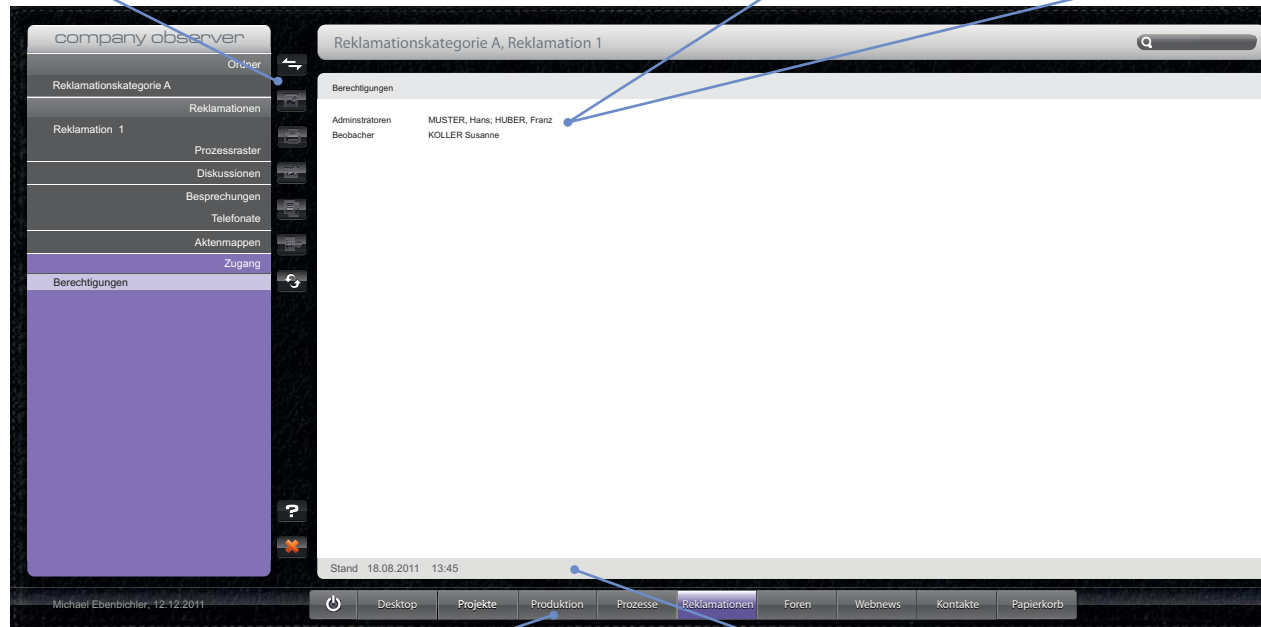 company observer
Ordner
Reklamationskategorie A
Reklamationen
Reklamation 1
Prozessraster
Diskussionen
Besprechungen
Telefonate
Aktenmappen
Zugang
Berechtigungen
?
Michael Ebenbichler, 12.12.2011
Reklamationskategorie A, Reklamation 1
Berechtigungen
Adminstratoren MUSTER, Hans; HUBER, Franz
Beobacher KOLLER Susanne
Stand 18.08.2011 13:45
Desktop Projekte Produktion Prozesse Reklamationen Foren Webnews Kontakte Papierkorb